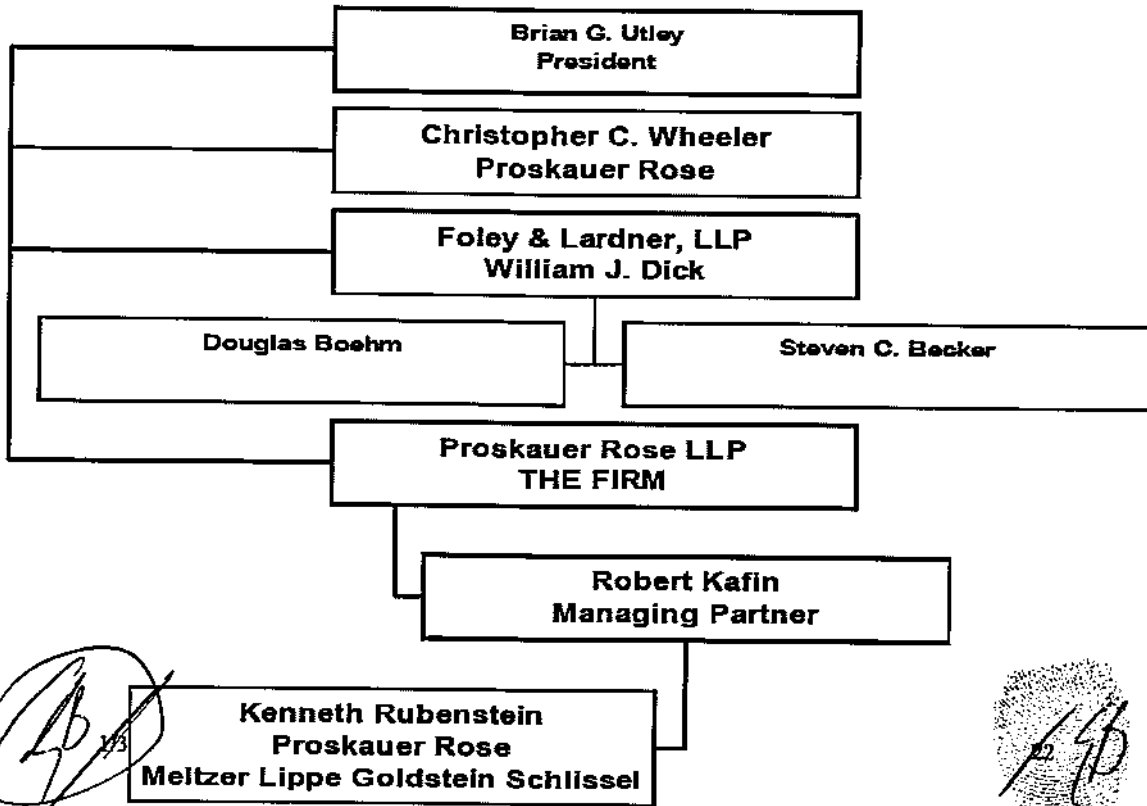 Brian G. Utley
President
Christopher C. Wheeler
Proskauer Rose
Foley & Lardner, LLP
William J. Dick
Douglas Boehm
Steven C. Becker
Proskauer Rose LLP
THE FIRM
Robert Kafin
Managing Partner
Kenneth Rubenstein
Proskauer Rose
Meltzer Lippe Goldstein Schlissel